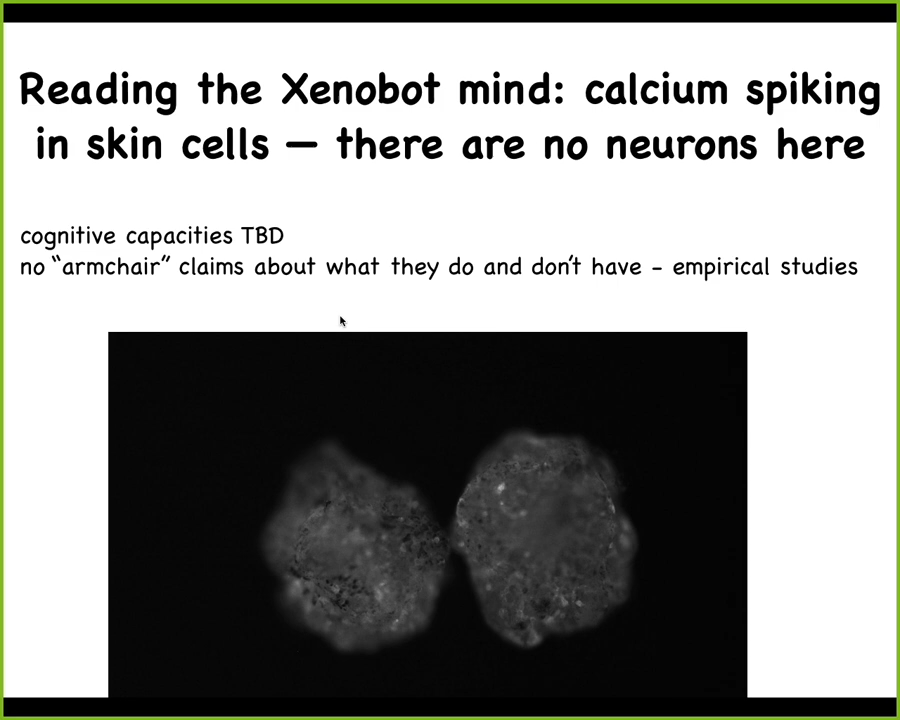 Reading the Xenobot mind: calcium spiking
in skin cells — there are no neurons here
cognitive capacities TBD
no “armchair” claims about what they do and don’t have - empirical studies